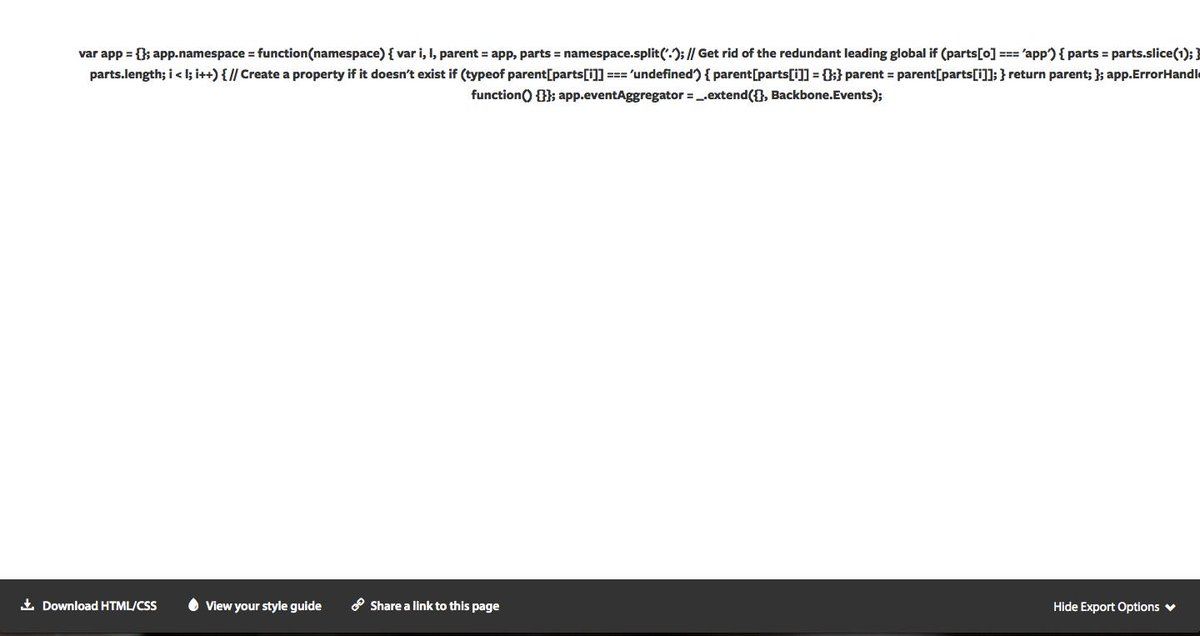 var app = {}; app.namespace = function(namespace) { var i, l, parent = app, parts = namespace.split('.'); // Get rid of the redundant leading global if (parts[0] === 'app') { parts = parts.slice(1); }
parts.length; i < l; i++) { // Create a property if it doesn't exist if (typeof parent[parts[i]] === 'undefined') { parent[parts[i]] = {};} parent = parent[parts[i]]; } return parent; }; app.ErrorHandle
function() {}}; app.eventAggregator = _.extend({}, Backbone.Events);
Download HTML/CSS View your style guide Share a link to this page Hide Export Options